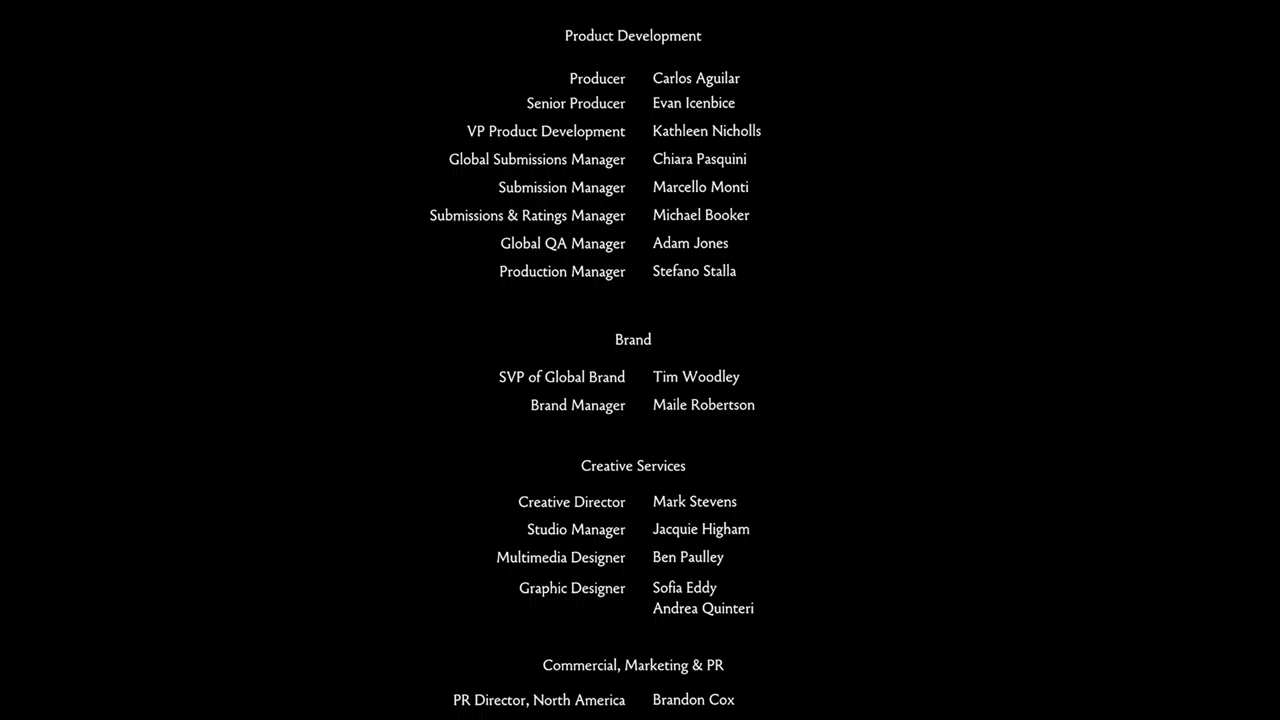 Product Development
Producer Carlos Aguilar
Senior Producer Evan Icenbice
VP Product Development Kathleen Nicholls
Global Submissions Manager Chiara Pasquini
Submission Manager Marcello Monti
Submissions & Ratings Manager Michael Booker
Global QA Manager Adam Jones
Production Manager Stefano Stalla
Brand
SVP of Global Brand Tim Woodley
Brand Manager Maile Robertson
Creative Services
Creative Director Mark Stevens
Studio Manager Jacquie Higham
Multimedia Designer Ben Paulley
Graphic Designer Sofia Eddy
Andrea Quinteri
Commercial, Marketing & PR
PR Director, North America Brandon Cox